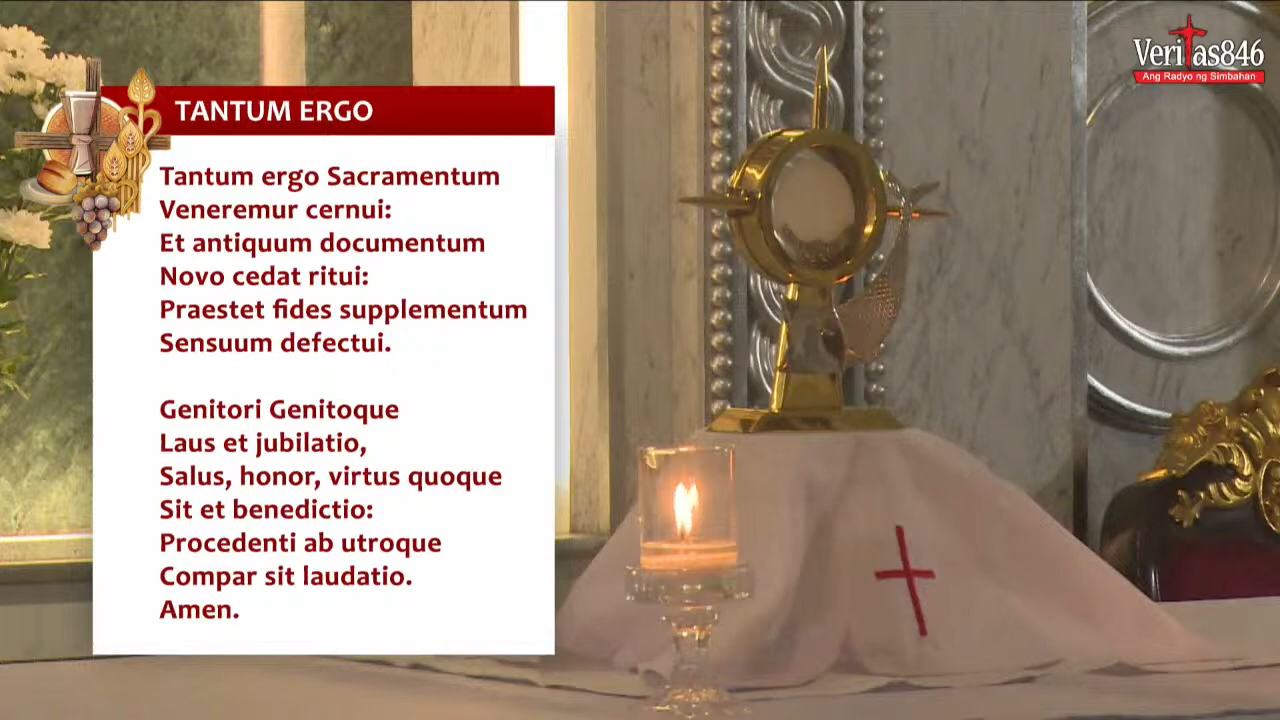 TANTUM ERGO
Tantum ergo Sacramentum
Veneremur cernui:
Et antiquum documentum
Novo cedat ritui:
Praestet fides supplementum
Sensuum defectui.
Genitori Genitoque
Laus et jubilatio,
Salus, honor, virtus quoque
Sit et benedictio:
Procedenti ab utroque
Compar sit laudatio.
Amen.
Veritas846
Ang Radyo ng Simbahan